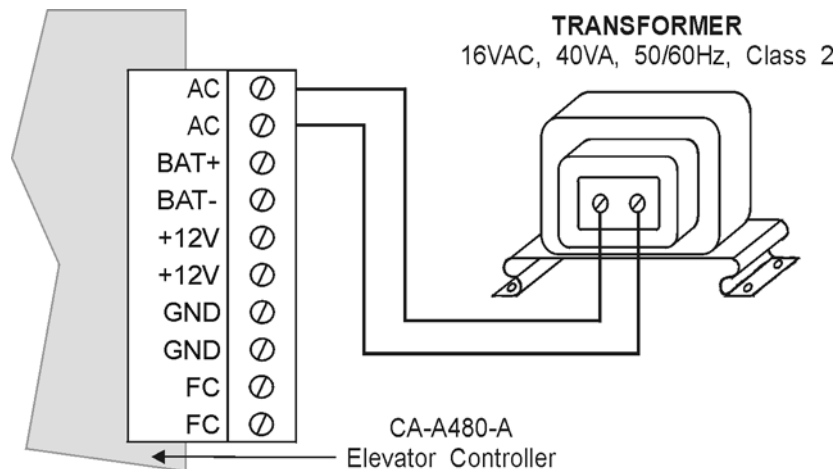 TRANSFORMER
16VAC, 40VA, 50/60Hz, Class 2
AC
AC
BAT+
BAT-
+12V
+12V
GND
GND
FC
FC
CA-A480-A
Elevator Controller